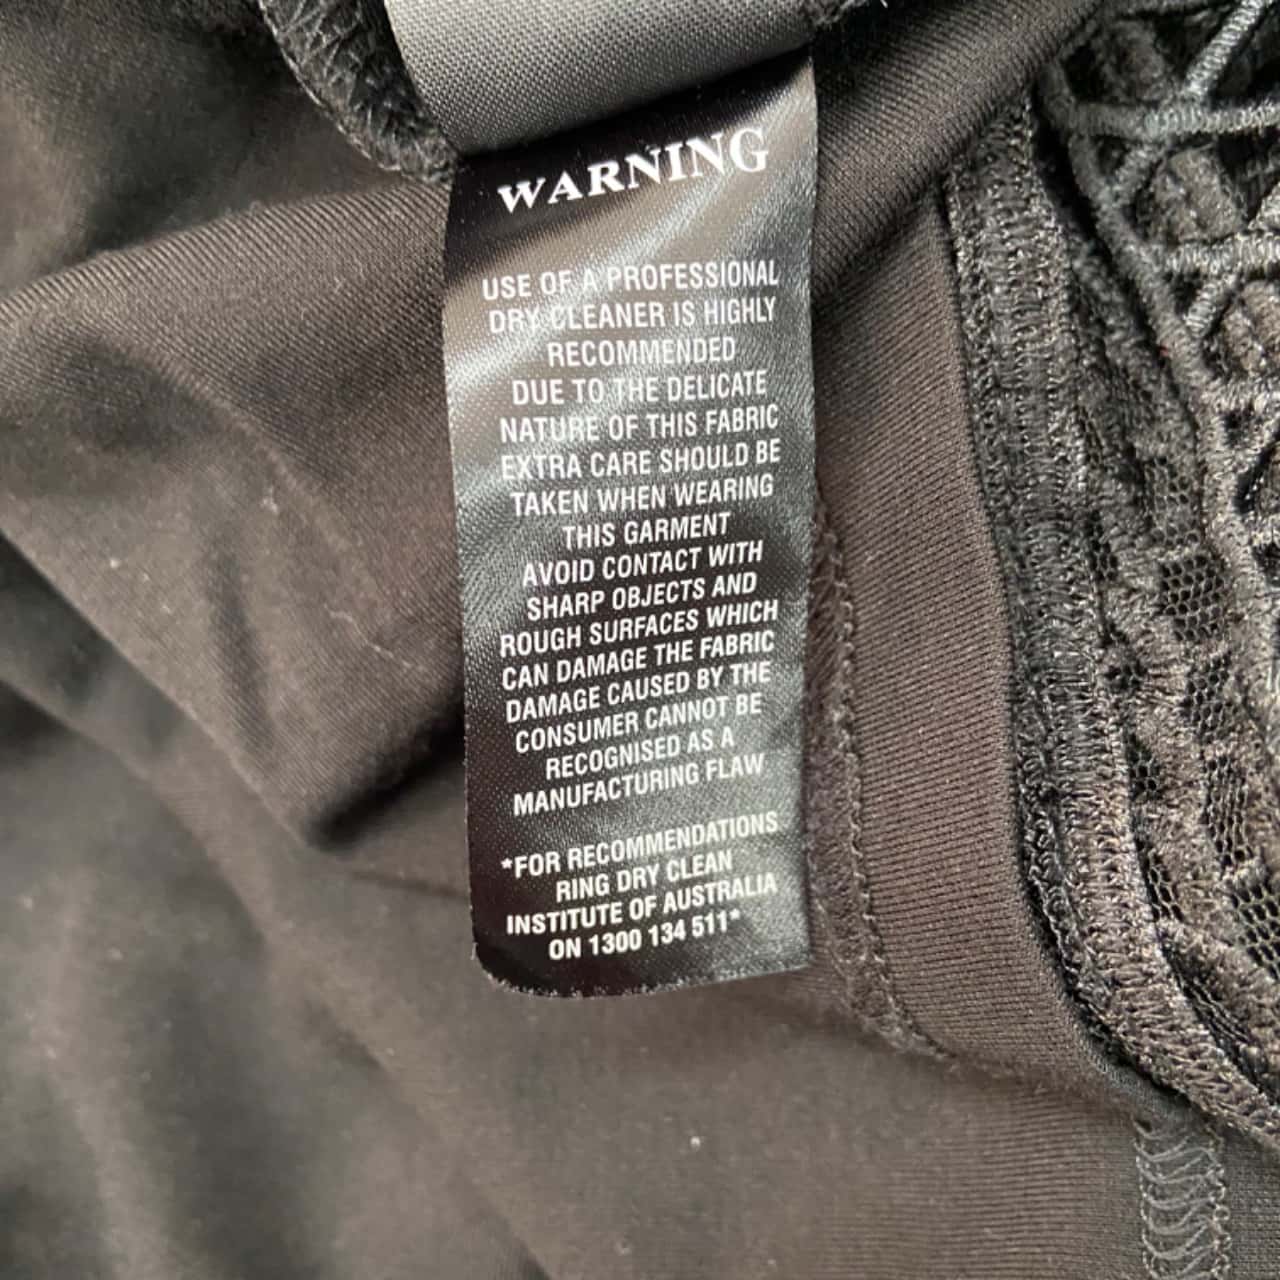 WARNING
USE OF A PROFESSIONAL
DRY CLEANER IS HIGHLY
RECOMMENDED
DUE TO THE DELICATE
NATURE OF THIS FABRIC
EXTRA CARE SHOULD BE
TAKEN WHEN WEARING
THIS GARMENT
AVOID CONTACT WITH
SHARP OBJECTS AND
ROUGH SURFACES WHICH
CAN DAMAGE THE FABRIC
DAMAGE CAUSED BY THE
CONSUMER CANNOT BE
RECOGNISED AS A
MANUFACTURING FLAW
*FOR RECOMMENDATIONS
RING DRY CLEAN
INSTITUTE OF AUSTRALIA
ON 1300 134 511*